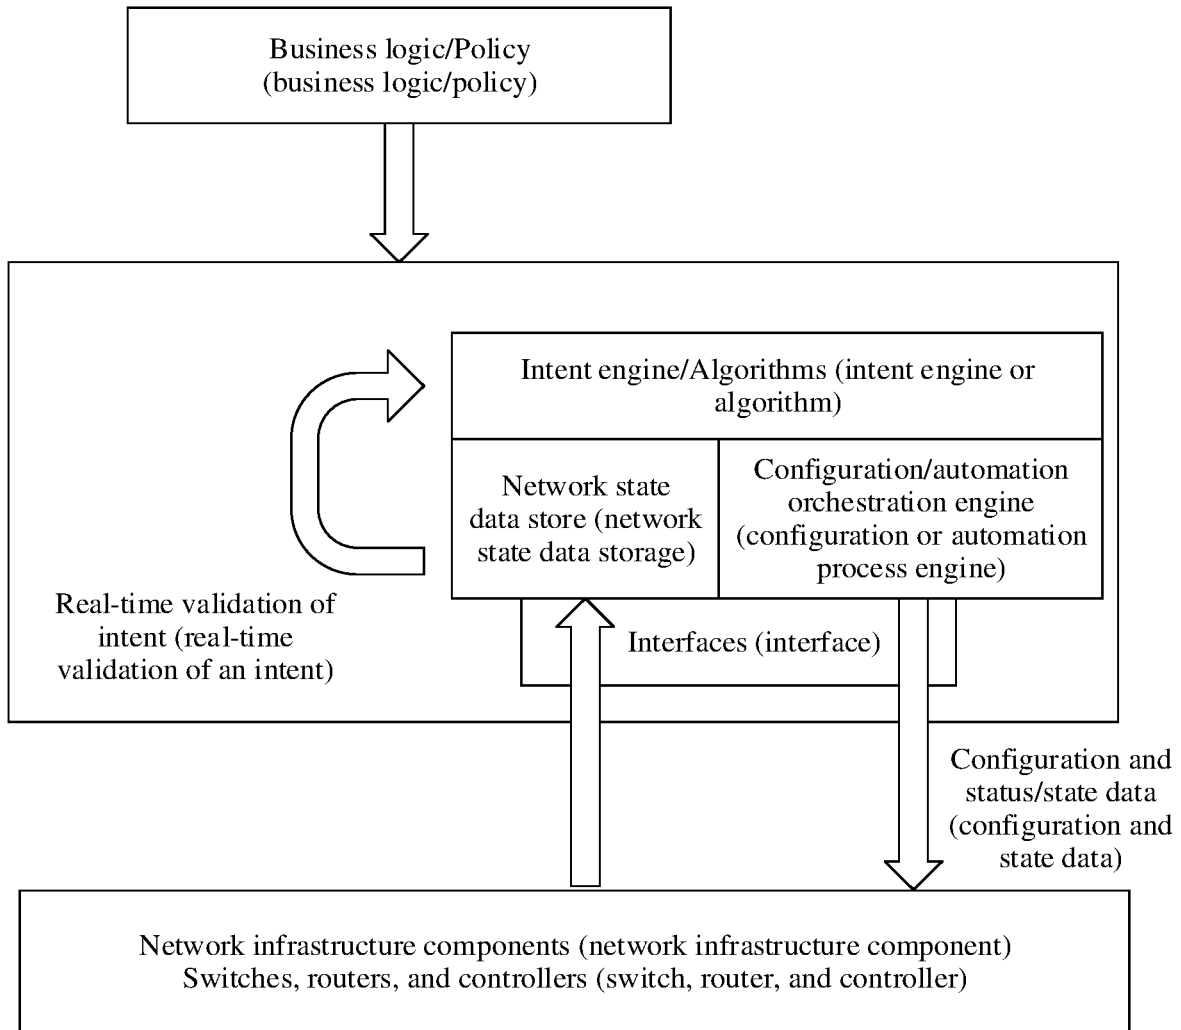 Business logic/Policy
(business logic/policy)
Intent engine/Algorithms (intent engine or
algorithm)
Network state
data store (network
state data storage)
Configuration/automation
orchestration engine
(configuration or automation
process engine)
Real-time validation of
intent (real-time
validation of an intent)
Interfaces (interface)
Configuration and
status/state data
(configuration and
state data)
Network infrastructure components (network infrastructure component)
Switches, routers, and controllers (switch, router, and controller)